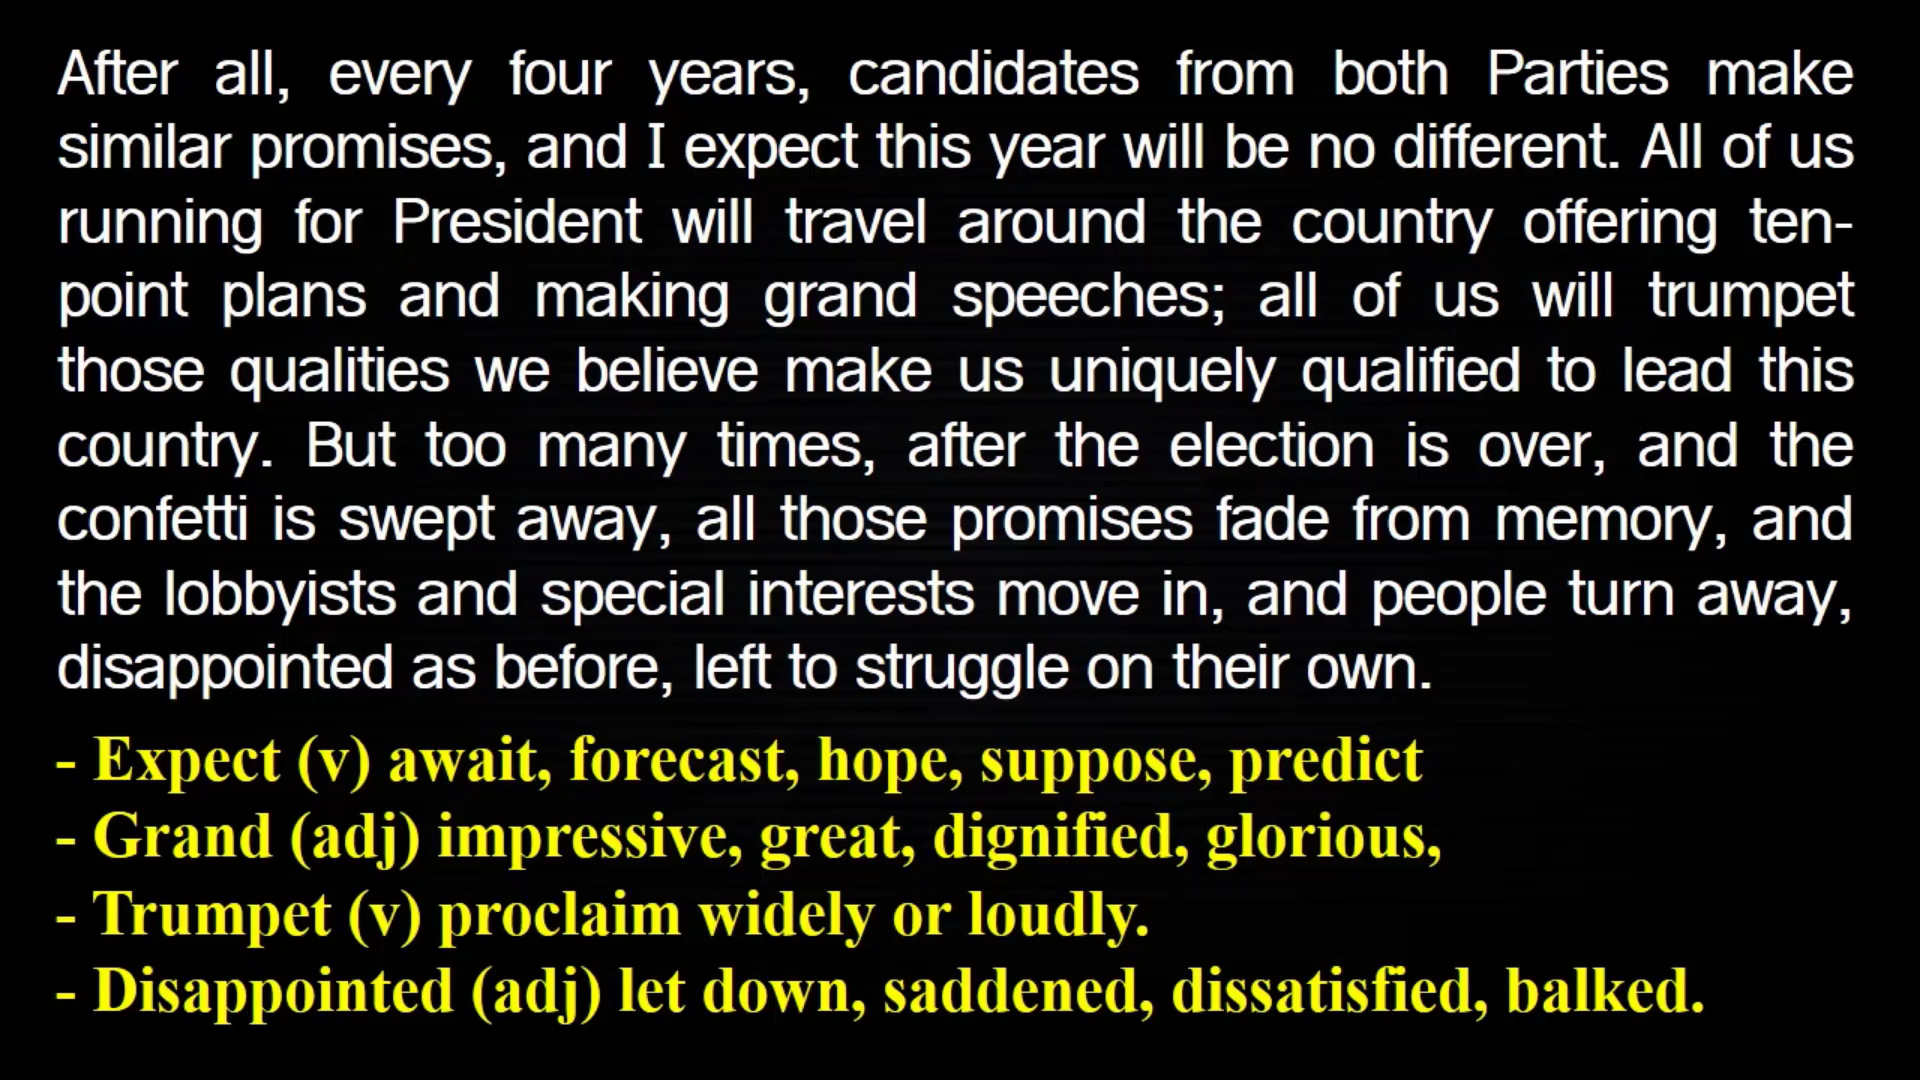 After all, every four years, candidates from both Parties make
similar promises, and I expect this year will be no different. All of us
running for President will travel around the country offering ten-
point plans and making grand speeches; all of us will trumpet
those qualities we believe make us uniquely qualified to lead this
country. But too many times, after the election is over, and the
confetti is swept away, all those promises fade from memory, and
the lobbyists and special interests move in, and people turn away,
disappointed as before, left to struggle on their own.
- Expect (v) await, forecast, hope, suppose, predict
- Grand (adj) impressive, great, dignified, glorious,
- Trumpet (v) proclaim widely or loudly.
- Disappointed (adj) let down, saddened, dissatisfied, balked.